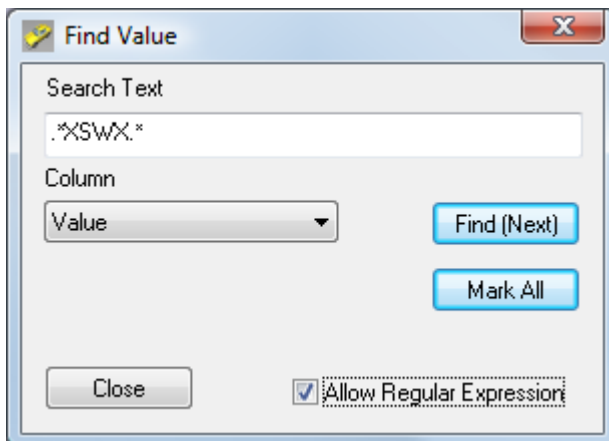 Find Value
Search Text
.*XSWX.*
Column
Value
Find (Next)
Mark All
Close
Allow Regular Expression